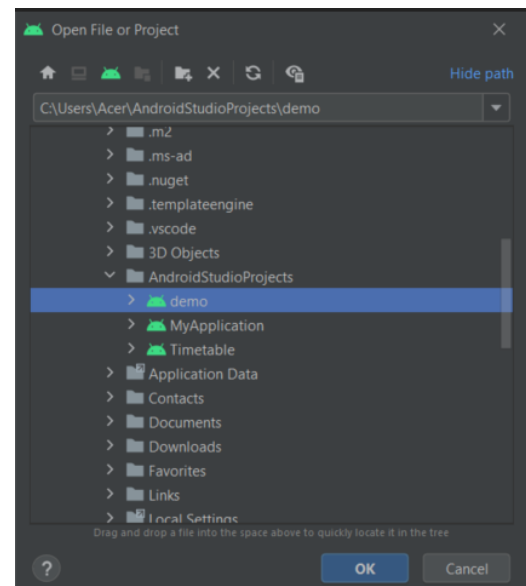 Open File or Project
Hide path
C:\Users\Acer\AndroidStudioProjects\demo
.m2
.ms-ad
.nuget
.templateengine
.vscode
3D Objects
AndroidStudioProjects
demo
MyApplication
Timetable
Application Data
Contacts
Documents
Downloads
Favorites
Links
Local Settings
Drag and drop a file into the space above to quickly locate it in the tree
?
OK
Cancel